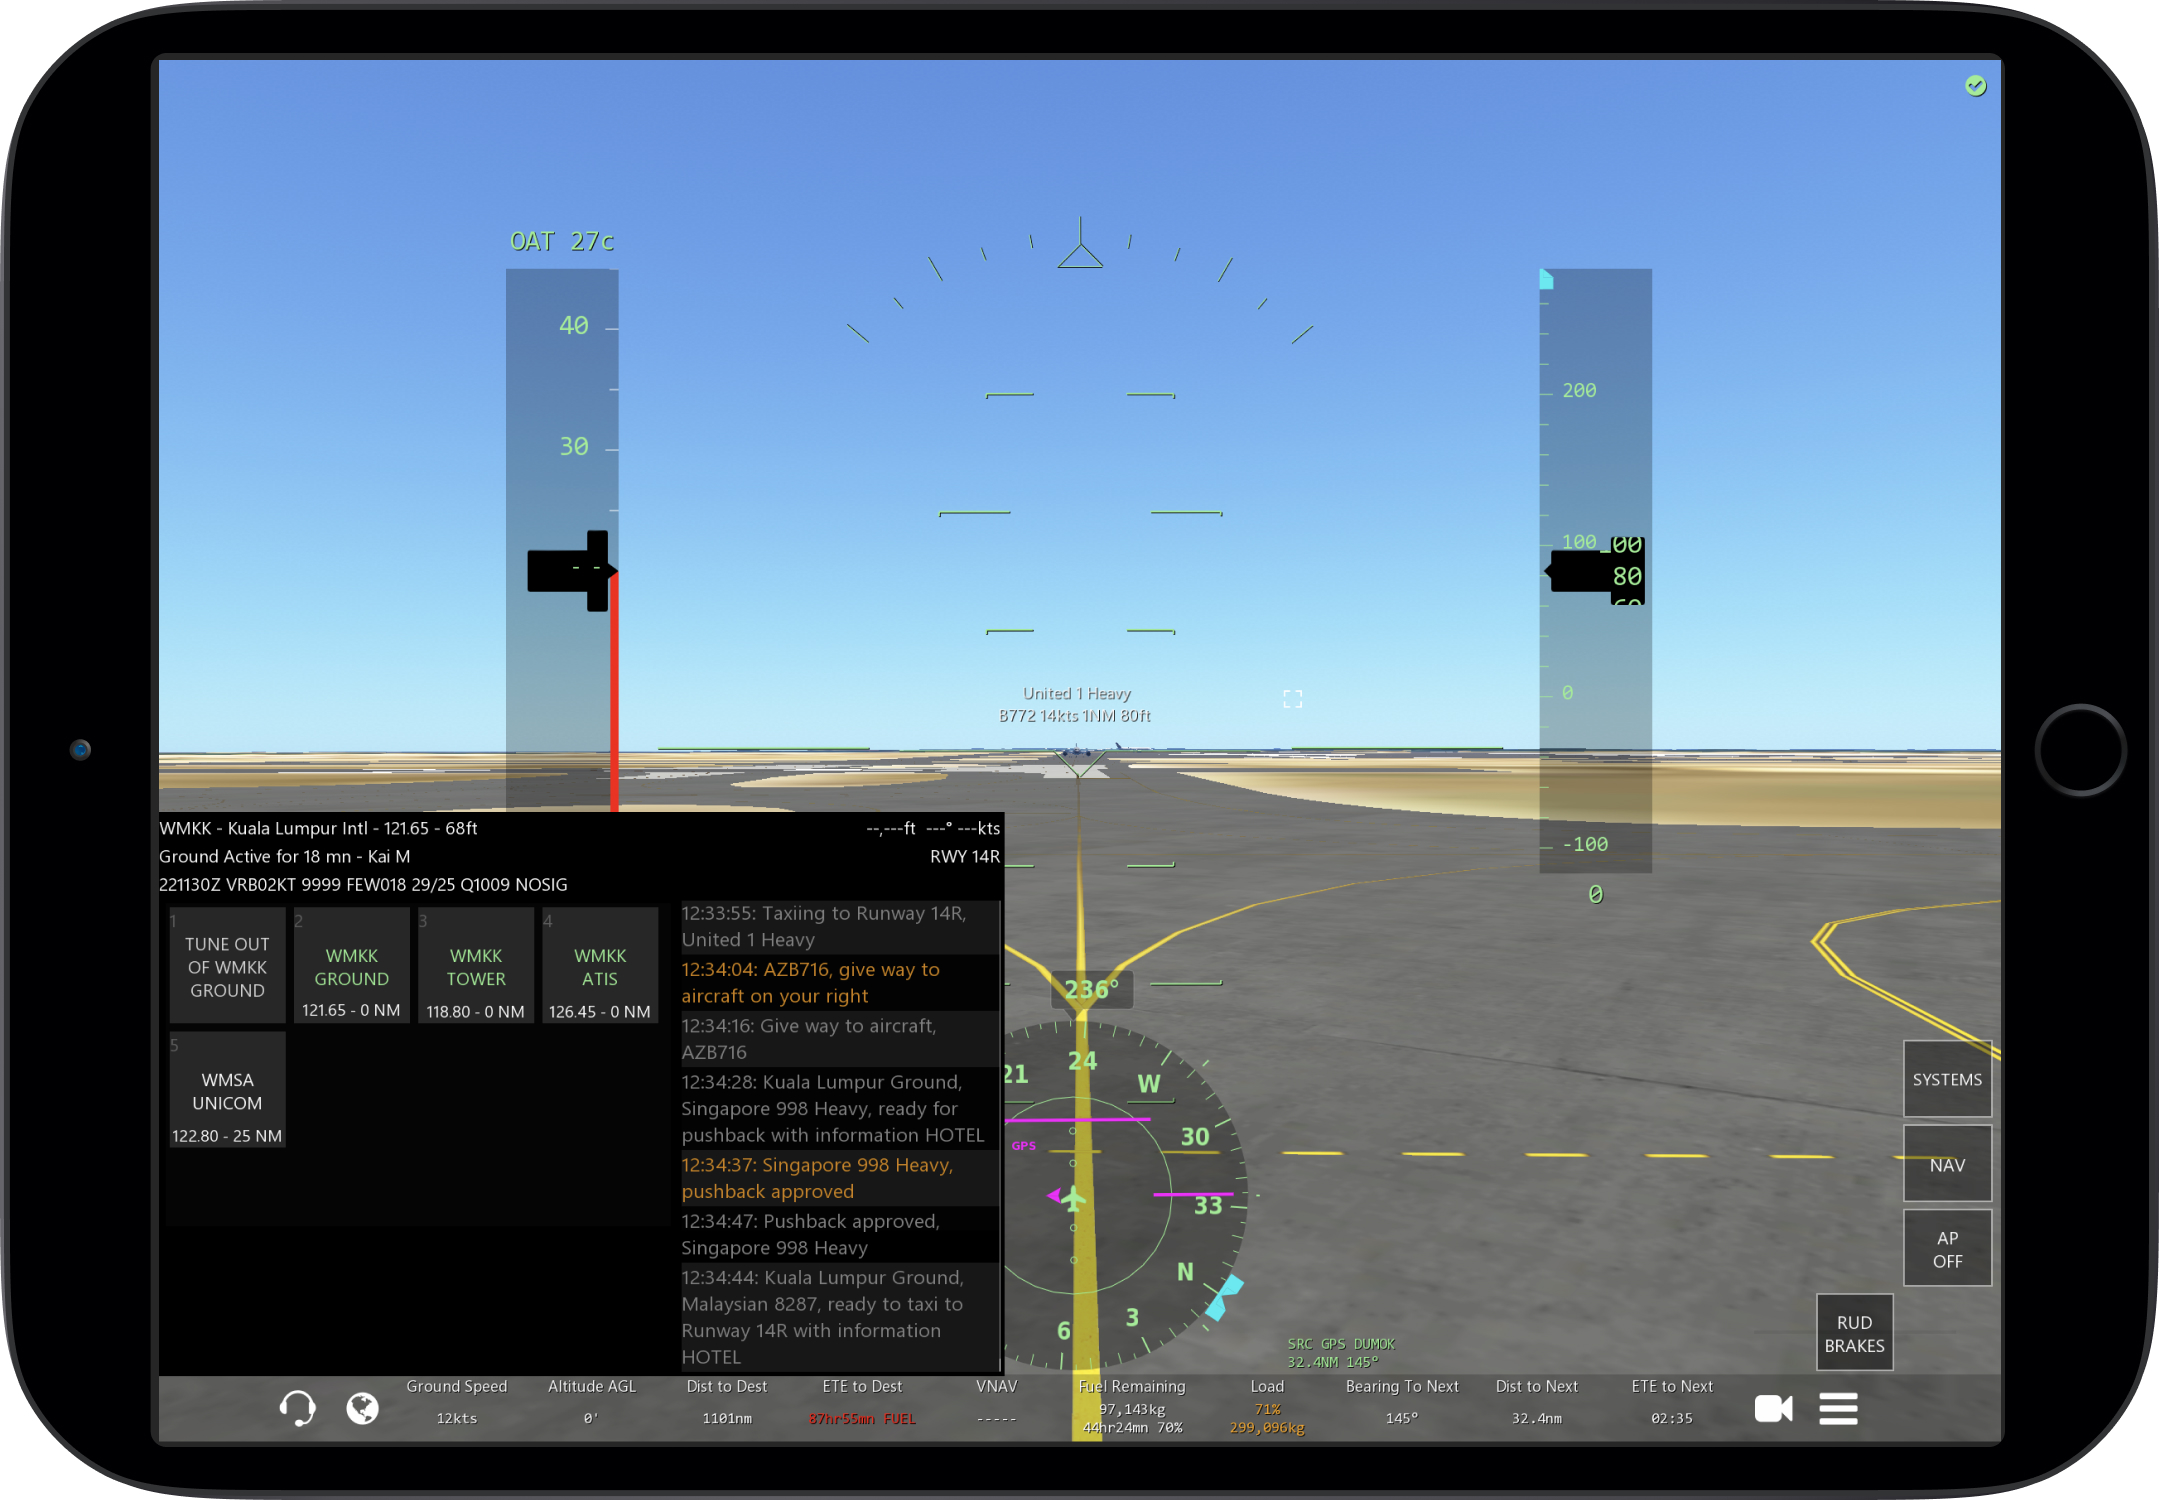 OAT 27c
40
30
- -
200
100
00
80
60
0
-100
0
United 1 Heavy
B772 14kts 1NM 80ft
WMKK - Kuala Lumpur Intl - 121.65 - 68ft
--,---ft ---° ---kts
Ground Active for 18 mn - Kai M
RWY 14R
221130Z VRB02KT 9999 FEW018 29/25 Q1009 NOSIG
1
TUNE OUT
OF WMKK
GROUND
2
WMKK
GROUND
121.65 - 0 NM
3
WMKK
TOWER
118.80 - 0 NM
4
WMKK
ATIS
126.45 - 0 NM
5
WMSA
UNICOM
122.80 - 25 NM
12:33:55: Taxiing to Runway 14R,
United 1 Heavy
12:34:04: AZB716, give way to
aircraft on your right
12:34:16: Give way to aircraft,
AZB716
12:34:28: Kuala Lumpur Ground,
Singapore 998 Heavy, ready for
pushback with information HOTEL
12:34:37: Singapore 998 Heavy,
pushback approved
12:34:47: Pushback approved,
Singapore 998 Heavy
12:34:44: Kuala Lumpur Ground,
Malaysian 8287, ready to taxi to
Runway 14R with information
HOTEL
236°
21
24
W
30
33
N
3
6
GPS
SRC GPS DUMOK
32.4NM 145°
SYSTEMS
NAV
AP
OFF
RUD
BRAKES
Ground Speed
12kts
Altitude AGL
0'
Dist to Dest
1101nm
ETE to Dest
87hr55mn FUEL
VNAV
-----
Fuel Remaining
97,143kg
44hr24mn 70%
Load
71%
299,096kg
Bearing To Next
145°
Dist to Next
32.4nm
ETE to Next
02:35